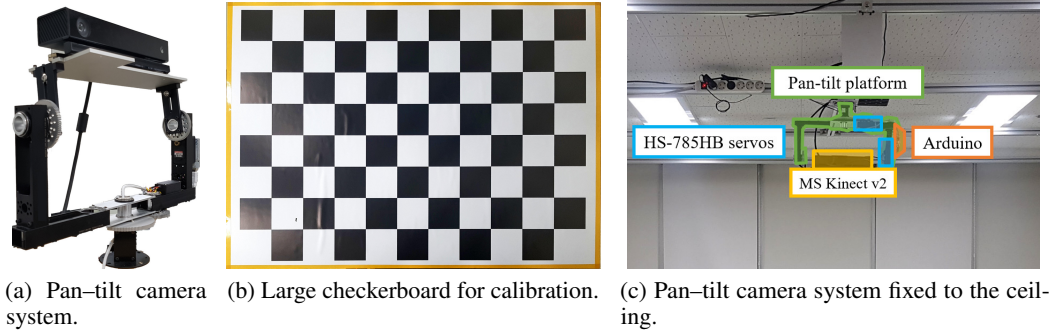 Pan-tilt platform
HS-785HB servos
Arduino
MS Kinect v2
(a) Pan–tilt camera
system.
(b) Large checkerboard for calibration.
(c) Pan–tilt camera system fixed to the ceil-
ing.